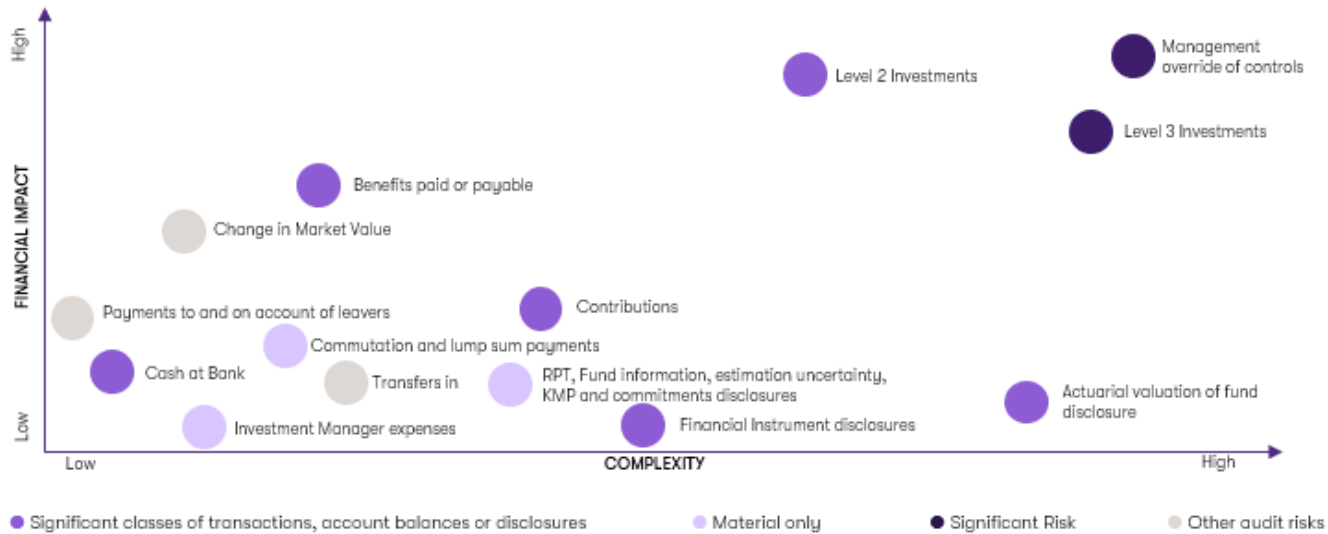 High
Management
override of controls
Level 2 Investments
Level 3 Investments
Benefits paid or payable
Change in Market Value
FINANCIAL IMPACT
Payments to and on account of leavers
Contributions
Commutation and lump sum payments
Cash at Bank
Transfers in
RPT, Fund information, estimation uncertainty,
KMP and commitments disclosures
Actuarial valuation of fund
disclosure
Low
Investment Manager expenses
Financial Instrument disclosures
Low
COMPLEXITY
High
Significant classes of transactions, account balances or disclosures
Material only
Significant Risk
Other audit risks